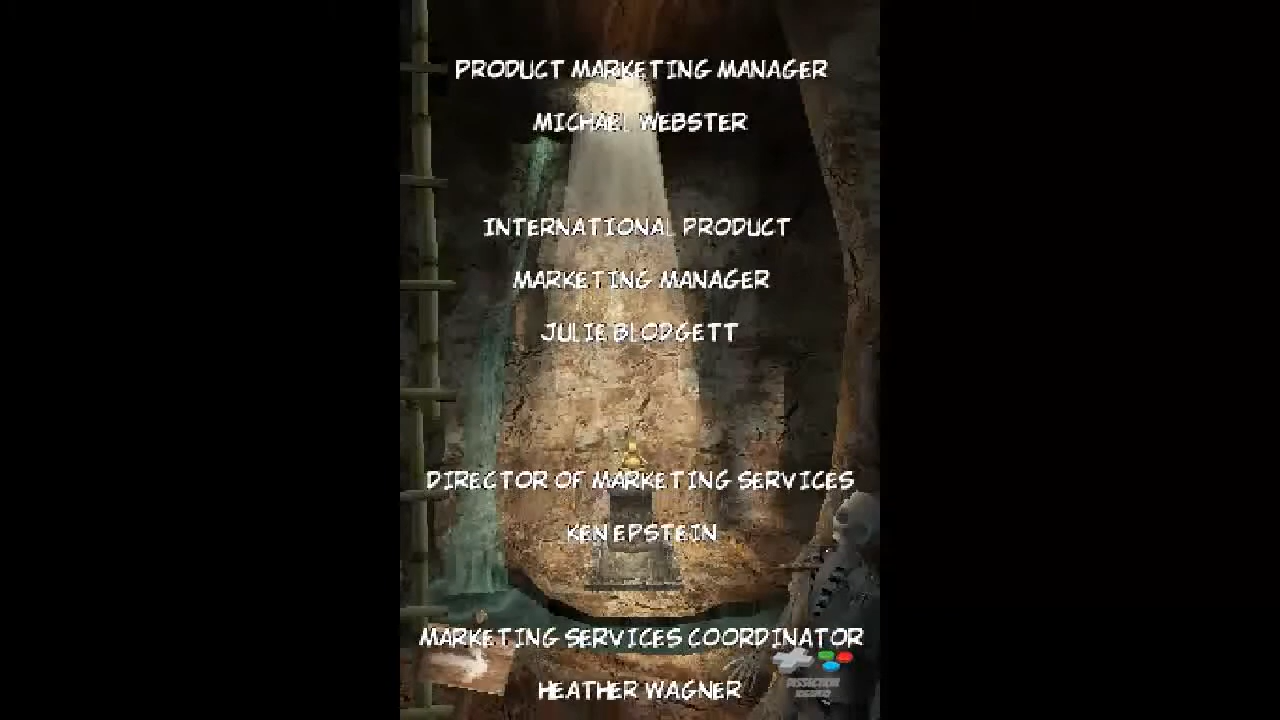 PRODUCT MARKETING MANAGER
MICHAEL WEBSTER
INTERNATIONAL PRODUCT
MARKETING MANAGER
JULIE BLODGETT
DIRECTOR OF MARKETING SERVICES
KEN EPSTEIN
MARKETING SERVICES COORDINATOR
HEATHER WAGNER
DISSECTION